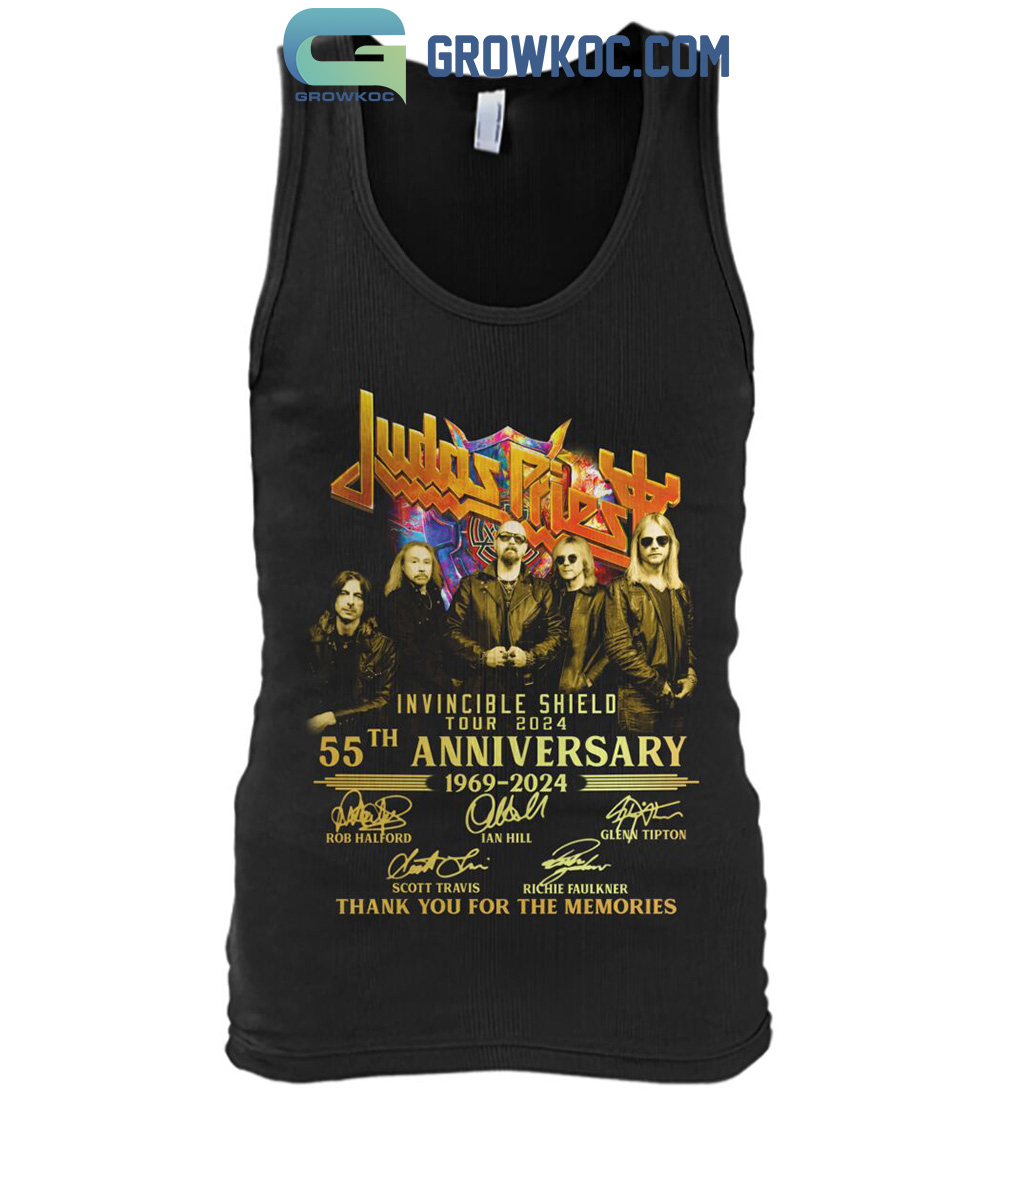 GROWKOC.COM
GROWKOC
Judas Priest
INVINCIBLE SHIELD
TOUR 2024
55TH ANNIVERSARY
1969-2024
ROB HALFORD IAN HILL GLENN TIPTON
SCOTT TRAVIS RICHIE FAULKNER
THANK YOU FOR THE MEMORIES